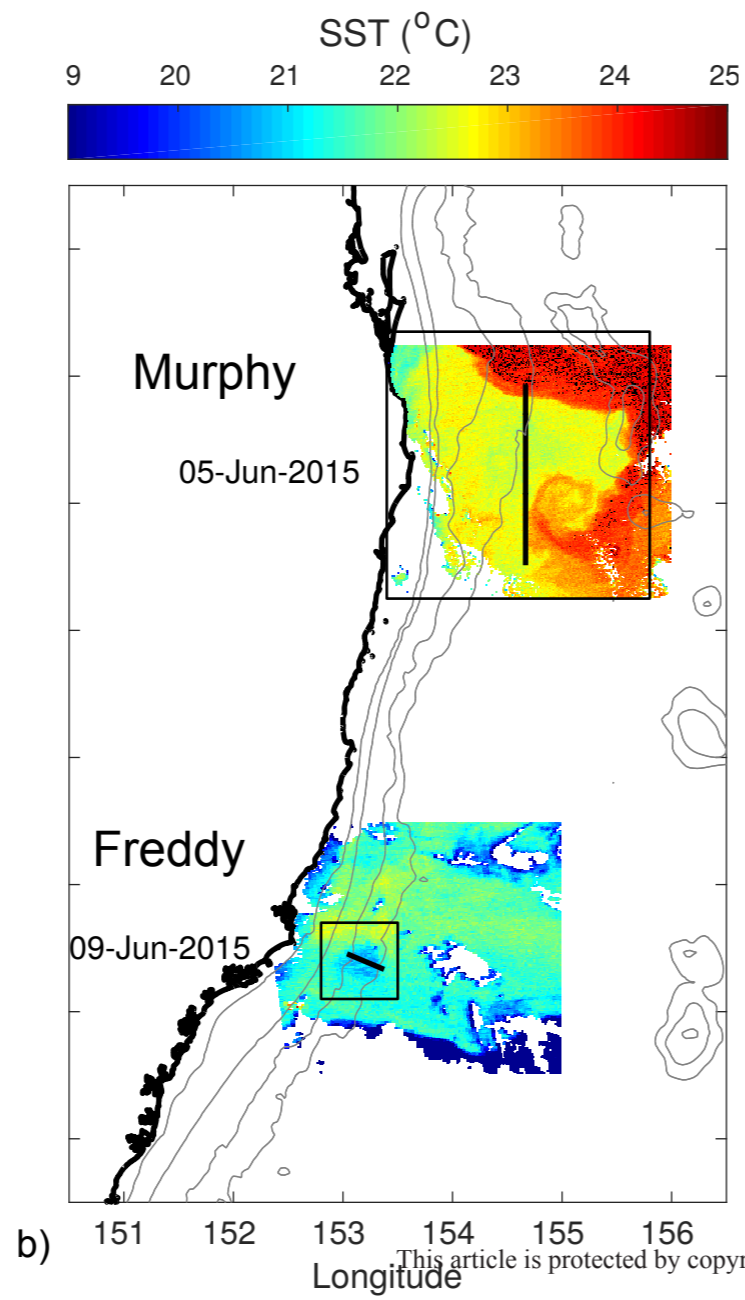 SST (°C)
9 20 21 22 23 24 25
Murphy
05-Jun-2015
Freddy
09-Jun-2015
151 152 153 154 155 156
b)
Longitude
This article is protected by copyr